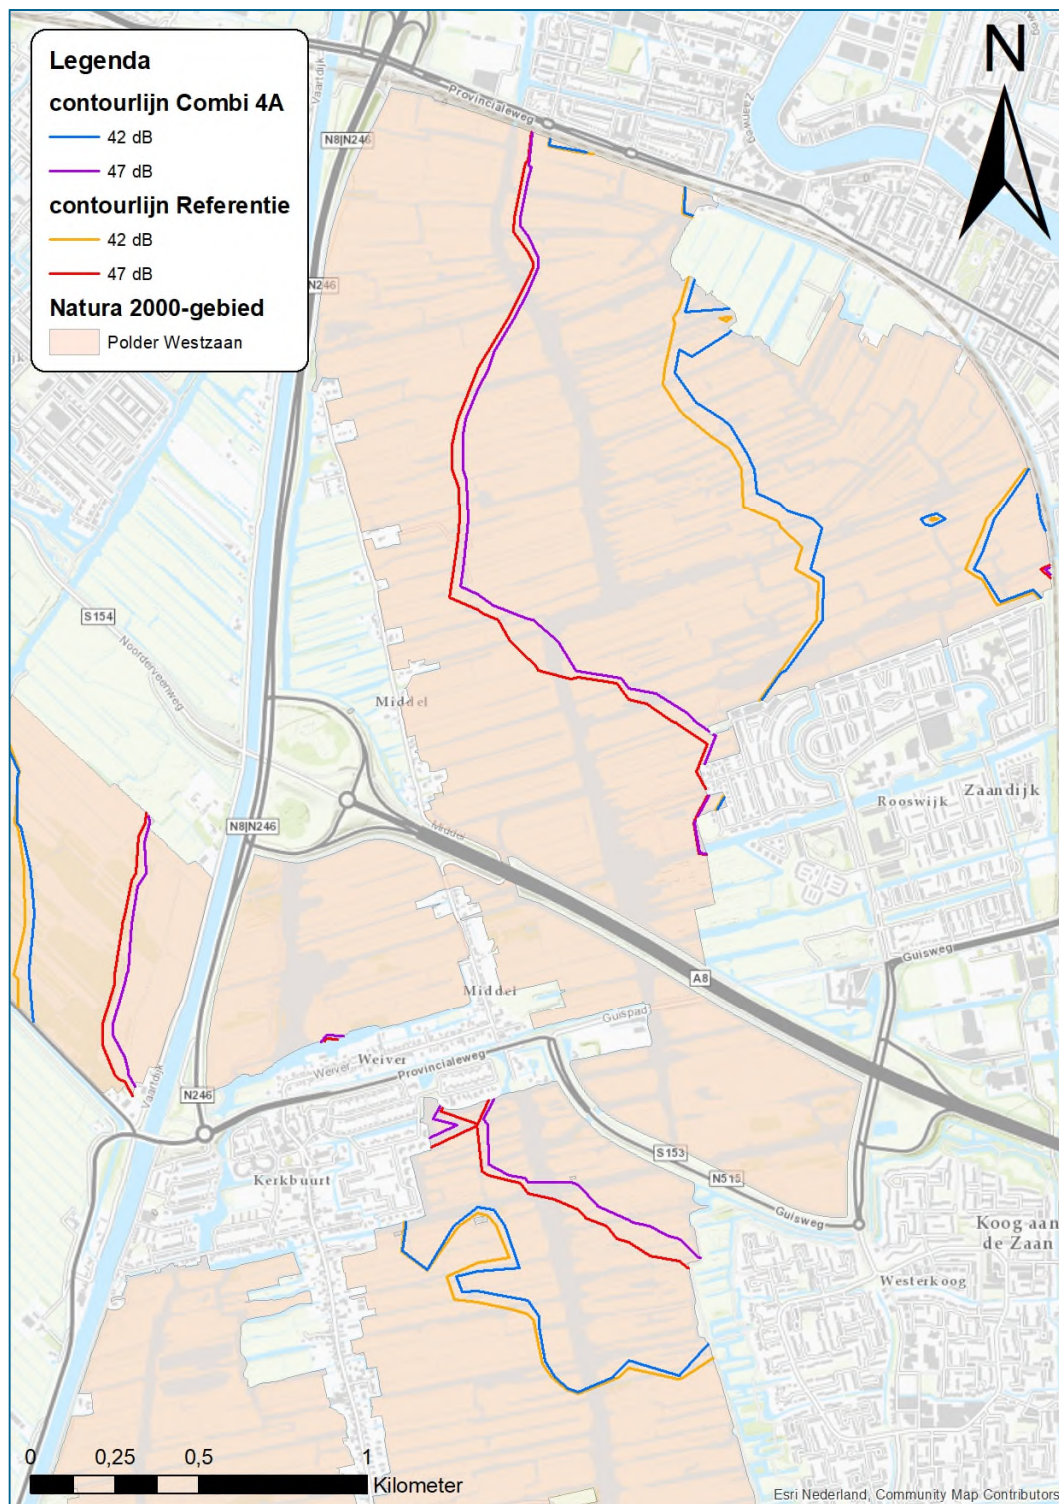 Legenda
contourlijn Combi 4A
42 dB
47 dB
contourlijn Referentie
42 dB
47 dB
Natura 2000-gebied
Polder Westzaan
N
Vaartdijk
Provincialeweg
Zaanweg
N8|N246
N246
S154
Noorderveenweg
Middel
Rooswijk
Zaandijk
N8|N246
Middel
Guisweg
A8
Middel
Guispad
Weiver
Weiver
Provincialeweg
Vaartdijk
N246
S153
N515
Kerkbuurt
Guisweg
Koog aan
de Zaan
Westerkoog
0 0,25 0,5 1
Kilometer
Esri Nederland, Community Map Contributors